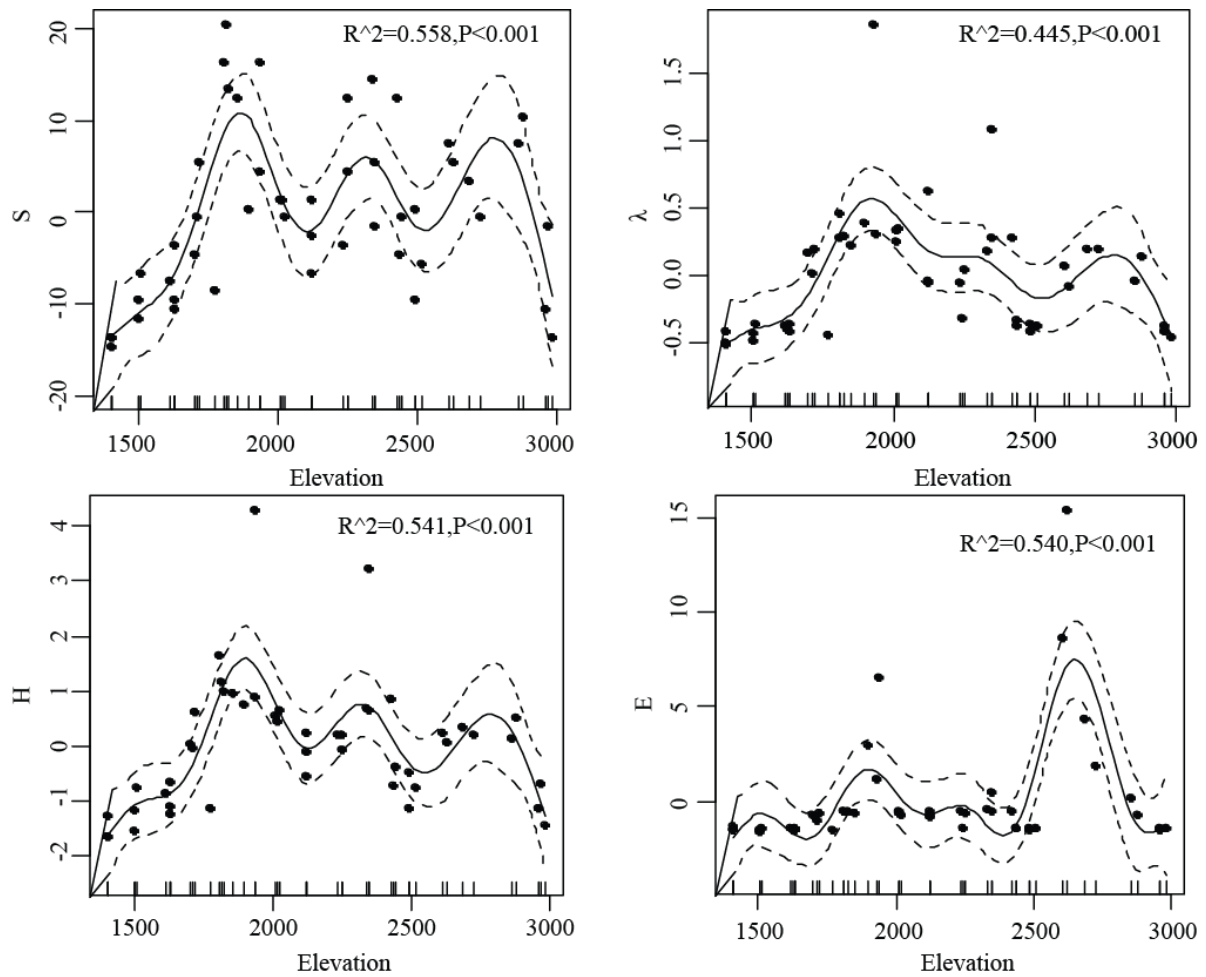 R^2=0.558,P<0.001
S
20
10
0
-10
-20
1500 2000 2500 3000
Elevation
R^2=0.445,P<0.001
λ
1.5
1.0
0.5
0.0
-0.5
1500 2000 2500 3000
Elevation
R^2=0.541,P<0.001
H
4
3
2
1
0
-1
-2
1500 2000 2500 3000
Elevation
R^2=0.540,P<0.001
E
15
10
5
0
1500 2000 2500 3000
Elevation